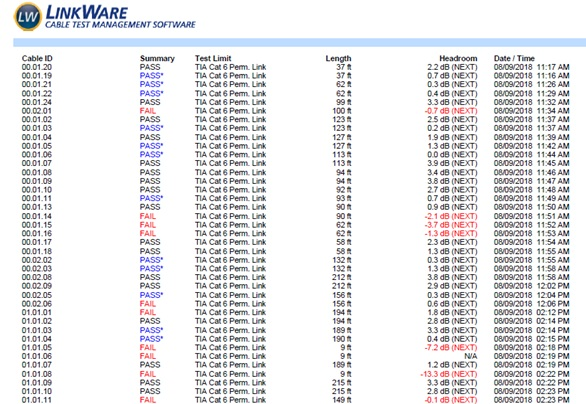 LW LINKWARE
CABLE TEST MANAGEMENT SOFTWARE
Cable ID Summary Test Limit Length Headroom Date / Time
00.01.20 PASS TIA Cat 6 Perm. Link 37 ft 2.2 dB (NEXT) 08/09/2018 11:17 AM
00.01.19 PASS* TIA Cat 6 Perm. Link 37 ft 0.7 dB (NEXT) 08/09/2018 11:16 AM
00.01.21 PASS* TIA Cat 6 Perm. Link 62 ft 0.3 dB (NEXT) 08/09/2018 11:26 AM
00.01.22 PASS* TIA Cat 6 Perm. Link 62 ft 0.4 dB (NEXT) 08/09/2018 11:29 AM
00.01.24 PASS TIA Cat 6 Perm. Link 99 ft 3.3 dB (NEXT) 08/09/2018 11:32 AM
00.02.01 FAIL TIA Cat 6 Perm. Link 100 ft -0.7 dB (NEXT) 08/09/2018 11:34 AM
00.01.02 PASS TIA Cat 6 Perm. Link 123 ft 2.5 dB (NEXT) 08/09/2018 11:37 AM
00.01.03 PASS* TIA Cat 6 Perm. Link 123 ft 0.2 dB (NEXT) 08/09/2018 11:37 AM
00.01.04 PASS TIA Cat 6 Perm. Link 127 ft 1.9 dB (NEXT) 08/09/2018 11:39 AM
00.01.05 PASS* TIA Cat 6 Perm. Link 127 ft 1.3 dB (NEXT) 08/09/2018 11:42 AM
00.01.06 PASS* TIA Cat 6 Perm. Link 113 ft 0.0 dB (NEXT) 08/09/2018 11:44 AM
00.01.07 PASS TIA Cat 6 Perm. Link 113 ft 3.9 dB (NEXT) 08/09/2018 11:45 AM
00.01.08 PASS TIA Cat 6 Perm. Link 94 ft 3.4 dB (NEXT) 08/09/2018 11:46 AM
00.01.09 PASS TIA Cat 6 Perm. Link 94 ft 3.8 dB (NEXT) 08/09/2018 11:47 AM
00.01.10 PASS TIA Cat 6 Perm. Link 92 ft 2.7 dB (NEXT) 08/09/2018 11:48 AM
00.01.11 PASS* TIA Cat 6 Perm. Link 93 ft 0.7 dB (NEXT) 08/09/2018 11:49 AM
00.01.13 PASS TIA Cat 6 Perm. Link 90 ft 0.9 dB (NEXT) 08/09/2018 11:50 AM
00.01.14 FAIL TIA Cat 6 Perm. Link 90 ft -2.1 dB (NEXT) 08/09/2018 11:51 AM
00.01.15 FAIL TIA Cat 6 Perm. Link 62 ft -3.7 dB (NEXT) 08/09/2018 11:52 AM
00.01.16 FAIL TIA Cat 6 Perm. Link 62 ft -1.3 dB (NEXT) 08/09/2018 11:53 AM
00.01.17 PASS TIA Cat 6 Perm. Link 58 ft 2.3 dB (NEXT) 08/09/2018 11:54 AM
00.01.18 PASS TIA Cat 6 Perm. Link 58 ft 1.3 dB (NEXT) 08/09/2018 11:55 AM
00.02.02 PASS* TIA Cat 6 Perm. Link 132 ft 0.3 dB (NEXT) 08/09/2018 11:55 AM
00.02.03 PASS* TIA Cat 6 Perm. Link 132 ft 1.3 dB (NEXT) 08/09/2018 11:58 AM
00.02.08 PASS TIA Cat 6 Perm. Link 212 ft 3.8 dB (NEXT) 08/09/2018 11:58 AM
00.02.09 PASS TIA Cat 6 Perm. Link 212 ft 2.9 dB (NEXT) 08/09/2018 12:02 PM
00.02.05 PASS* TIA Cat 6 Perm. Link 156 ft 0.3 dB (NEXT) 08/09/2018 12:04 PM
00.02.06 FAIL TIA Cat 6 Perm. Link 156 ft 0.6 dB (NEXT) 08/09/2018 12:06 PM
01.01.01 FAIL TIA Cat 6 Perm. Link 194 ft 1.8 dB (NEXT) 08/09/2018 02:12 PM
01.01.02 PASS TIA Cat 6 Perm. Link 194 ft 2.8 dB (NEXT) 08/09/2018 02:14 PM
01.01.03 PASS* TIA Cat 6 Perm. Link 189 ft 3.3 dB (NEXT) 08/09/2018 02:14 PM
01.01.04 PASS* TIA Cat 6 Perm. Link 190 ft 0.4 dB (NEXT) 08/09/2018 02:15 PM
01.01.05 FAIL TIA Cat 6 Perm. Link 9 ft -7.2 dB (NEXT) 08/09/2018 02:18 PM
01.01.06 FAIL TIA Cat 6 Perm. Link 9 ft N/A 08/09/2018 02:19 PM
01.01.07 PASS TIA Cat 6 Perm. Link 189 ft 1.2 dB (NEXT) 08/09/2018 02:19 PM
01.01.08 FAIL TIA Cat 6 Perm. Link 9 ft -13.3 dB (NEXT) 08/09/2018 02:22 PM
01.01.09 PASS TIA Cat 6 Perm. Link 215 ft 3.3 dB (NEXT) 08/09/2018 02:22 PM
01.01.10 PASS TIA Cat 6 Perm. Link 215 ft 2.8 dB (NEXT) 08/09/2018 02:23 PM
01.01.11 FAIL TIA Cat 6 Perm. Link 149 ft -0.1 dB (NEXT) 08/09/2018 02:23 PM